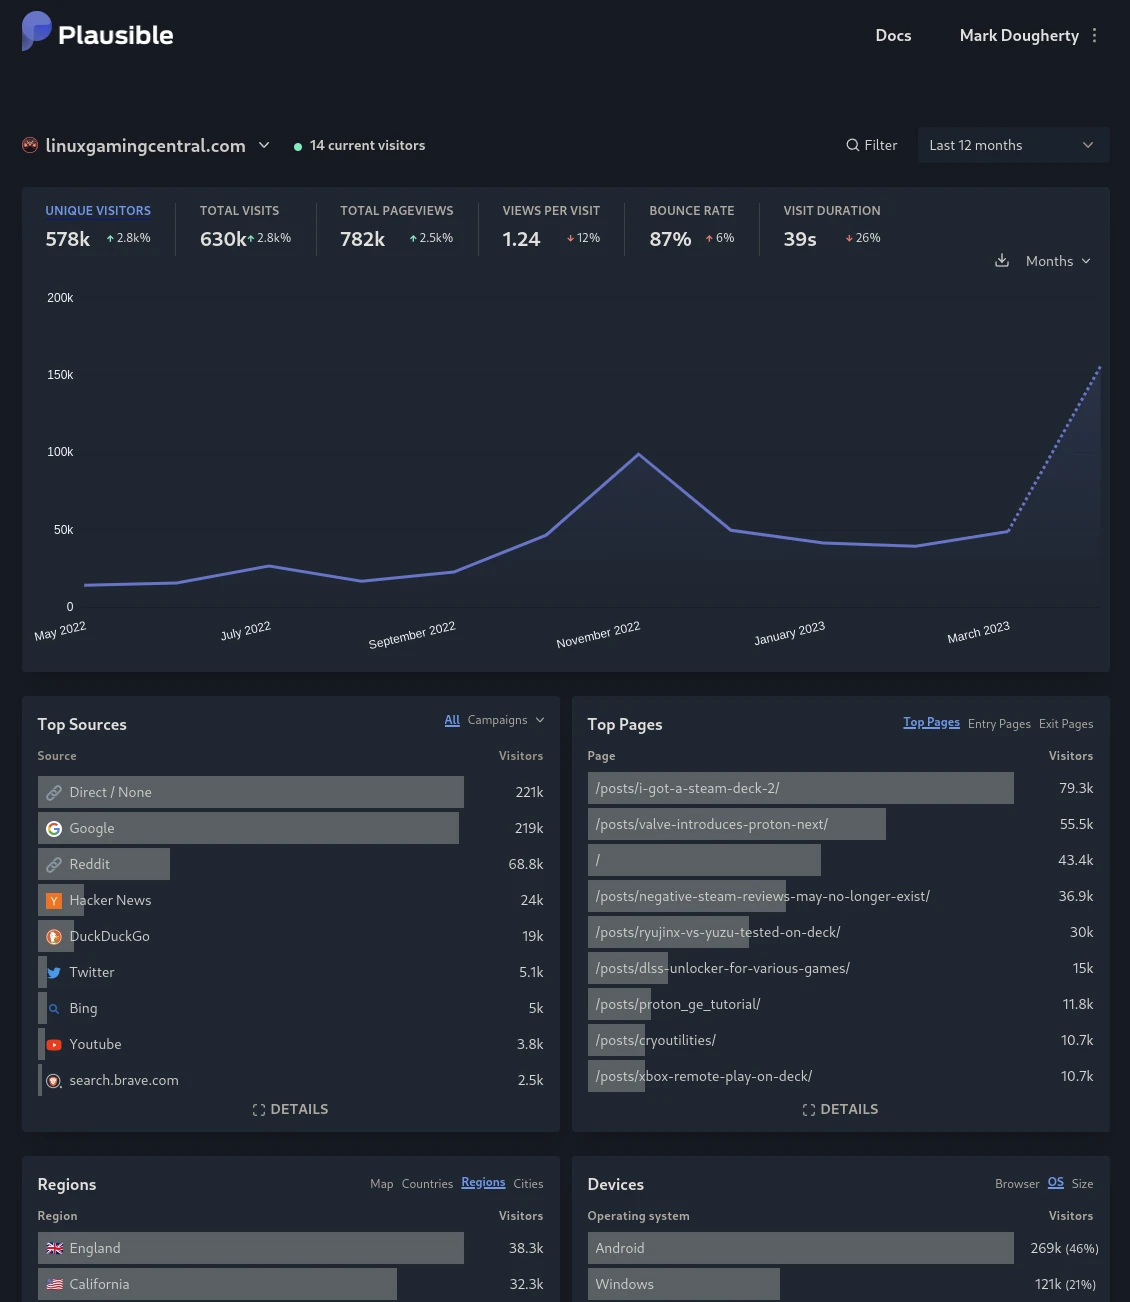 Plausible
Docs
Mark Dougherty
linuxgamingcentral.com
14 current visitors
Filter
Last 12 months
UNIQUE VISITORS
578k 2.8k%
TOTAL VISITS
630k 2.8k%
TOTAL PAGEVIEWS
782k 2.5k%
VIEWS PER VISIT
1.24 12%
BOUNCE RATE
87% 6%
VISIT DURATION
39s 26%
Months
200k
150k
100k
50k
0
May 2022
July 2022
September 2022
November 2022
January 2023
March 2023
Top Sources
All Campaigns
Source Visitors
Direct / None 221k
Google 219k
Reddit 68.8k
Hacker News 24k
DuckDuckGo 19k
Twitter 5.1k
Bing 5k
Youtube 3.8k
search.brave.com 2.5k
DETAILS
Top Pages
Top Pages Entry Pages Exit Pages
Page Visitors
/posts/i-got-a-steam-deck-2/ 79.3k
/posts/valve-introduces-proton-next/ 55.5k
/ 43.4k
/posts/negative-steam-reviews-may-no-longer-exist/ 36.9k
/posts/ryujinx-vs-yuzu-tested-on-deck/ 30k
/posts/dlss-unlocker-for-various-games/ 15k
/posts/proton_ge_tutorial/ 11.8k
/posts/cryoutilities/ 10.7k
/posts/xbox-remote-play-on-deck/ 10.7k
DETAILS
Regions
Map Countries Regions Cities
Region Visitors
England 38.3k
California 32.3k
Devices
Browser OS Size
Operating system Visitors
Android 269k (46%)
Windows 121k (21%)